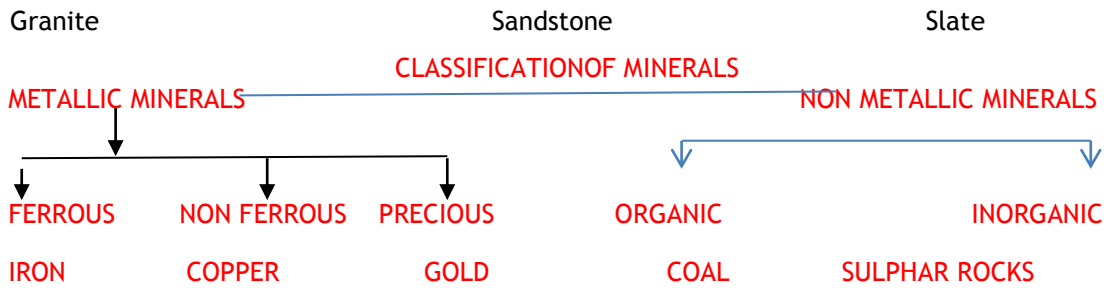 Granite Sandstone Slate
CLASSIFICATIONOF MINERALS
METALLIC MINERALS NON METALLIC MINERALS
FERROUS NON FERROUS PRECIOUS ORGANIC INORGANIC
IRON COPPER GOLD COAL SULPHAR ROCKS